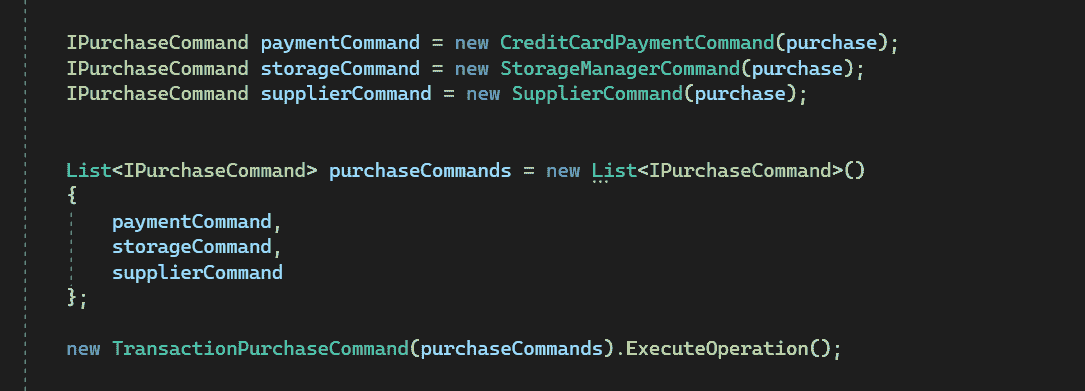 IPurchaseCommand paymentCommand = new CreditCardPaymentCommand(purchase);
IPurchaseCommand storageCommand = new StorageManagerCommand(purchase);
IPurchaseCommand supplierCommand = new SupplierCommand(purchase);
List<IPurchaseCommand> purchaseCommands = new List<IPurchaseCommand>()
{
paymentCommand,
storageCommand,
supplierCommand
};
new TransactionPurchaseCommand(purchaseCommands).ExecuteOperation();